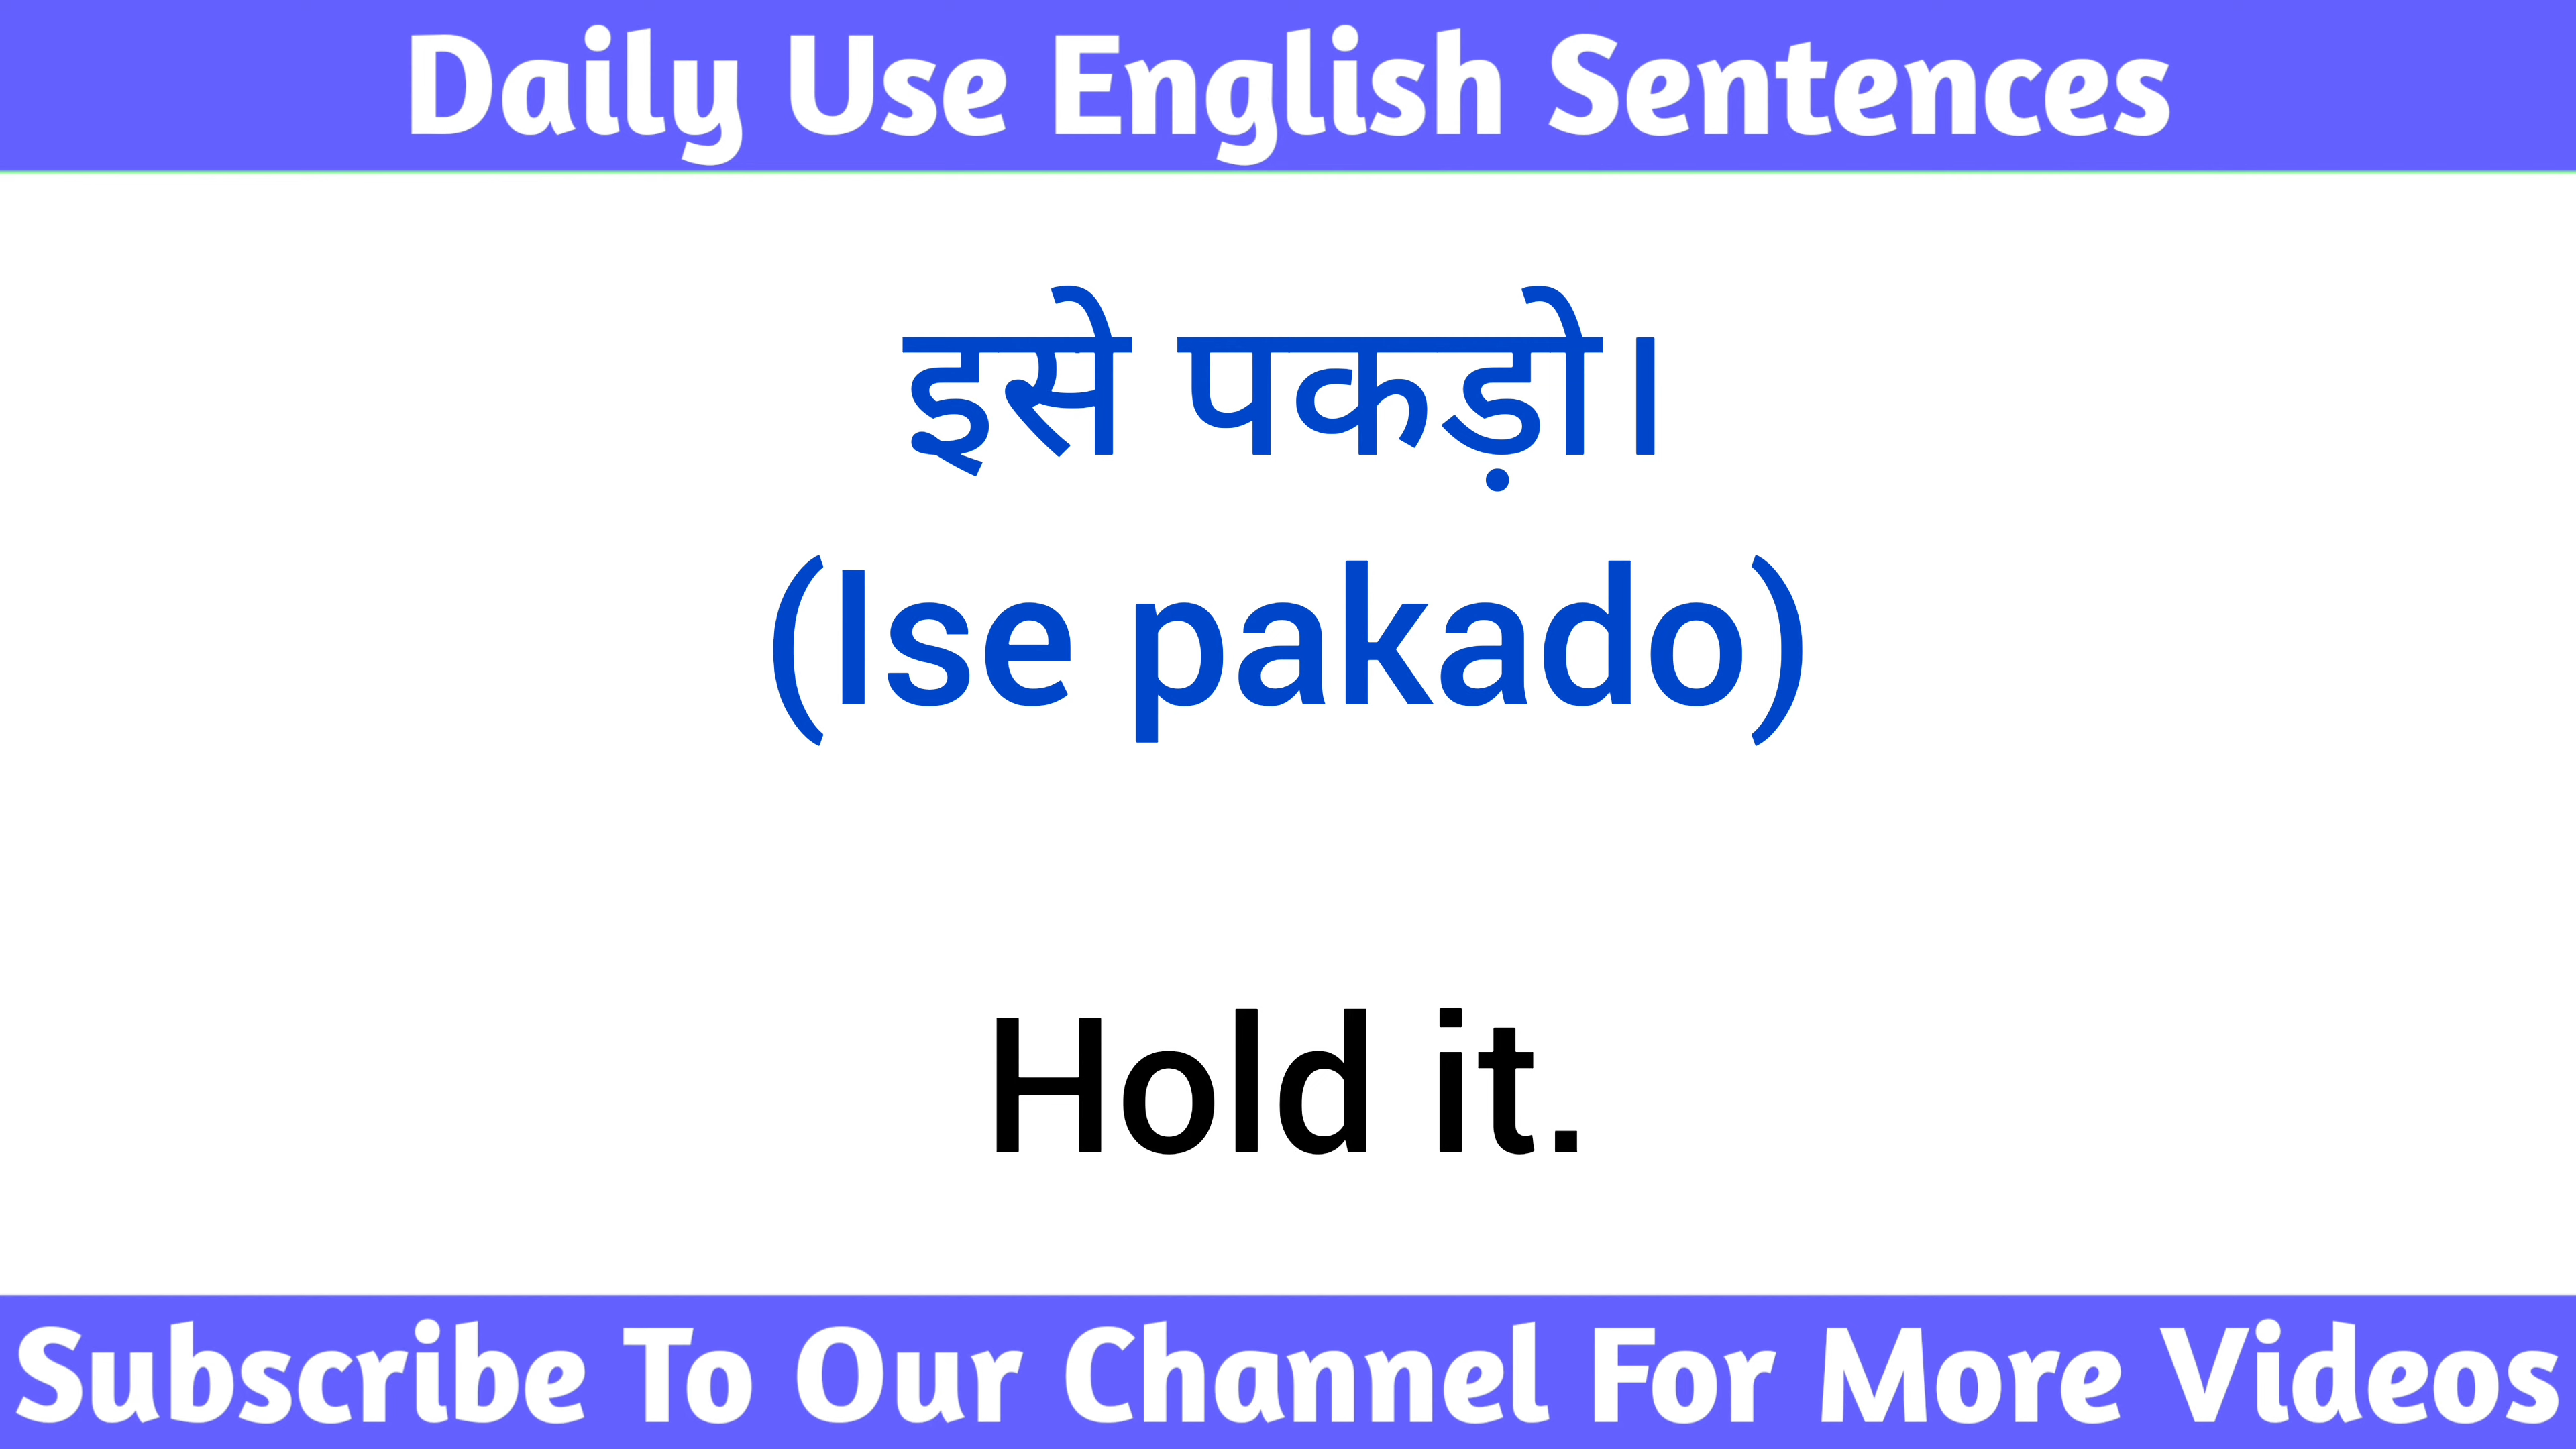 Daily Use English Sentences
इसे पकड़ो।
(Ise pakado)
Hold it.
Subscribe To Our Channel For More Videos